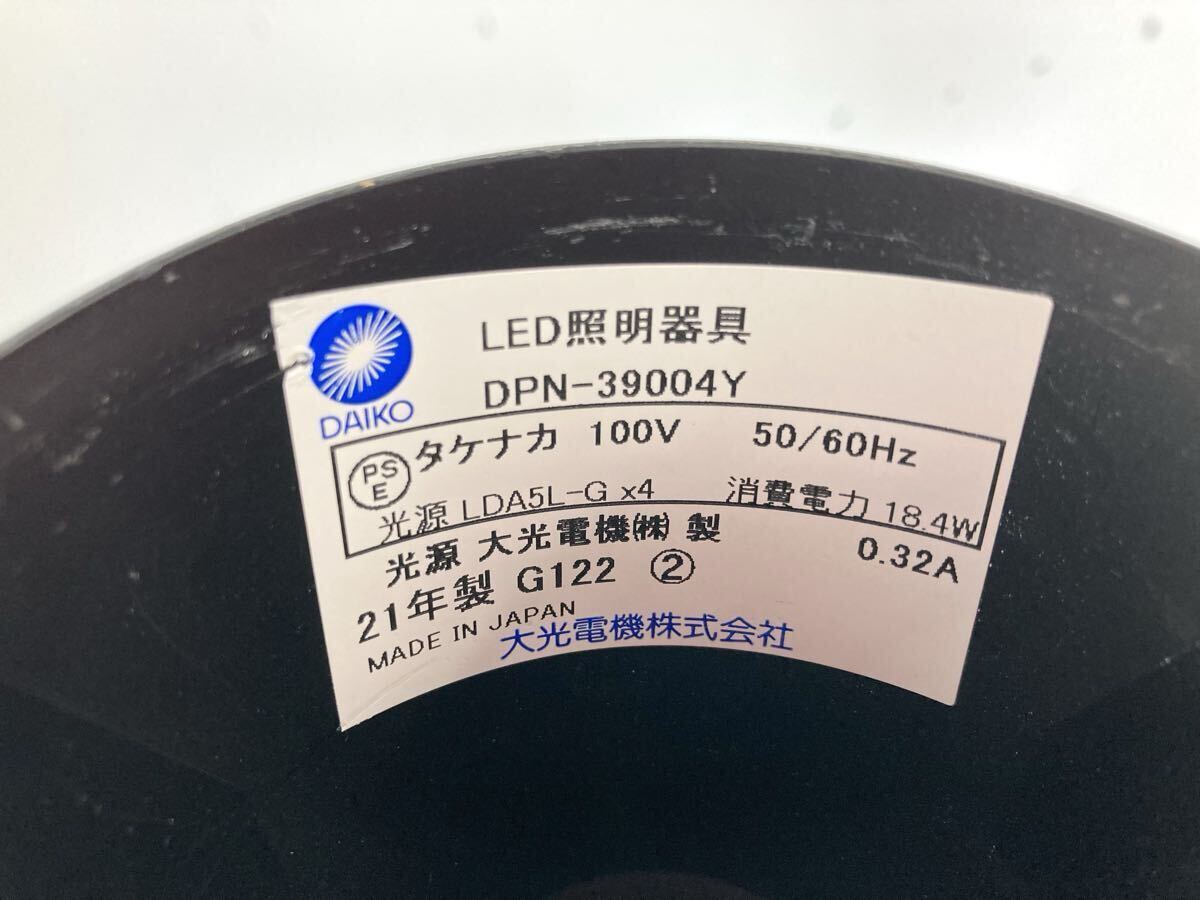 LED照明器具
DAIKO
DPN-39004Y
PS
E
タケナカ 100V 50/60Hz
光源 LDA5L-G x4 消費電力 18.4W
光源 大光電機㈱ 製 0.32A
21年製 G122 ②
MADE IN JAPAN
大光電機株式会社